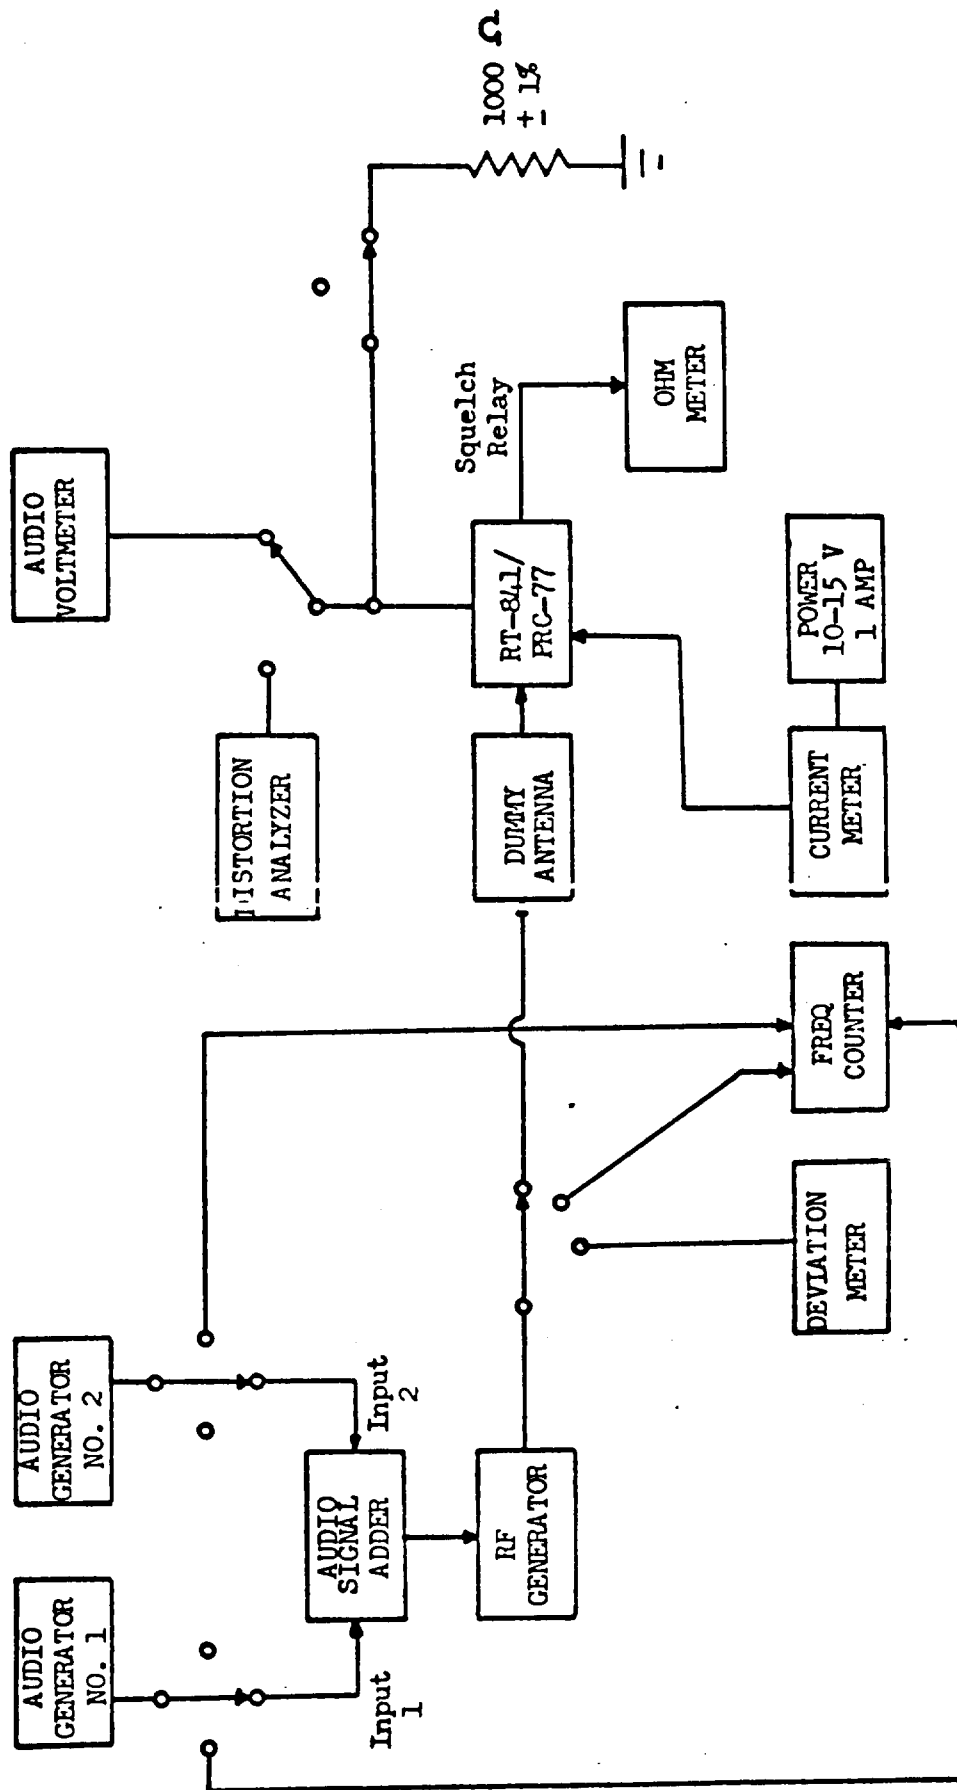 AUDIO
GENERATOR
NO. 1
AUDIO
GENERATOR
NO. 2
Input
1
AUDIO
SIGNAL
ADDER
Input
2
RF
GENERATOR
DEVIATION
METER
FREQ
COUNTER
DISTORTION
ANALYZER
DUMMY
ANTENNA
CURRENT
METER
POWER
10-15 V
1 AMP
AUDIO
VOLTMETER
RT-841/
PRC-77
Squelch
Relay
OHM
METER
1000 Ω
± 1%